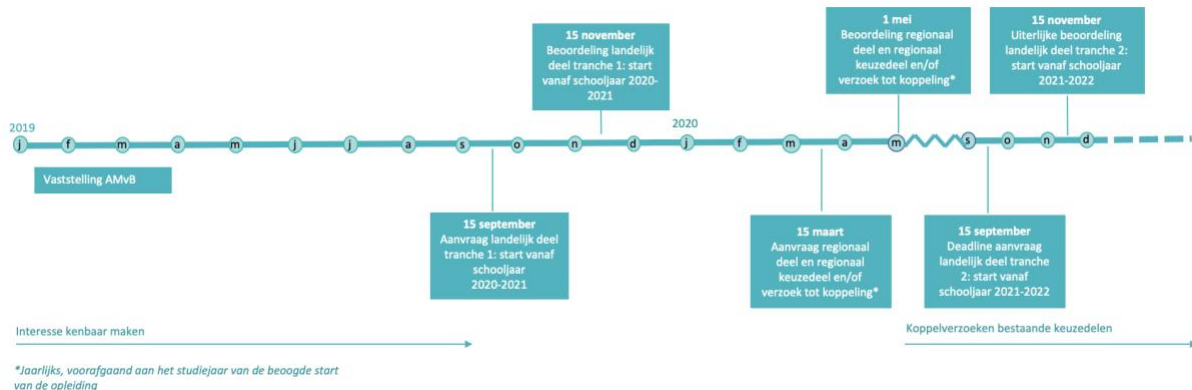 15 november
Beoordeling landelijk
deel tranche 1: start
vanaf schooljaar 2020-
2021
1 mei
Beoordeling regionaal
deel en regionaal
keuzedeel en/of
verzoek tot koppeling*
15 november
Uiterlijke beoordeling
landelijk deel tranche 2:
start vanaf schooljaar
2021-2022
2019
2020
j f m a m j j a s o n d j f m a m s o n d
Vaststelling AMvB
15 september
Aanvraag landelijk deel
tranche 1: start vanaf
schooljaar
2020-2021
15 maart
Aanvraag regionaal
deel en regionaal
keuzedeel en/of
verzoek tot koppeling*
15 september
Deadline aanvraag
landelijk deel tranche
2: start vanaf
schooljaar 2021-2022
Interesse kenbaar maken
Koppelverzoeken bestaande keuzedelen
*Jaarlijks, voorafgaand aan het studiejaar van de beoogde start
van de opleiding